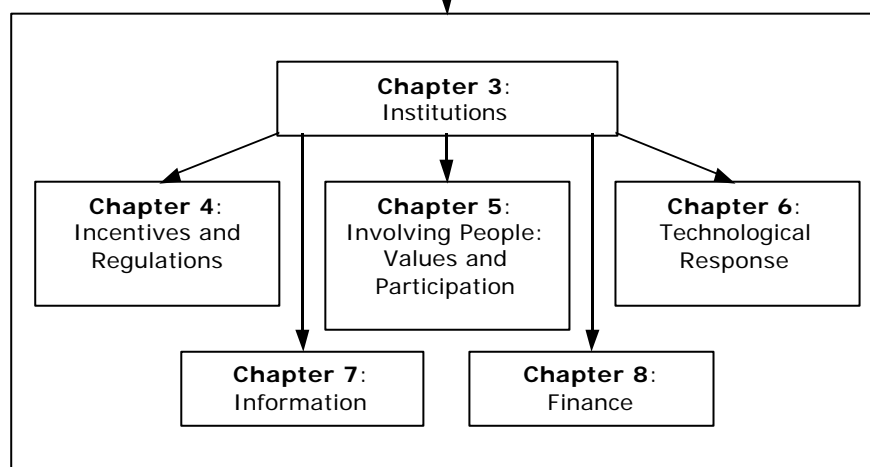 Chapter 3:
Institutions
Chapter 4:
Incentives and
Regulations
Chapter 5:
Involving People:
Values and
Participation
Chapter 6:
Technological
Response
Chapter 7:
Information
Chapter 8:
Finance